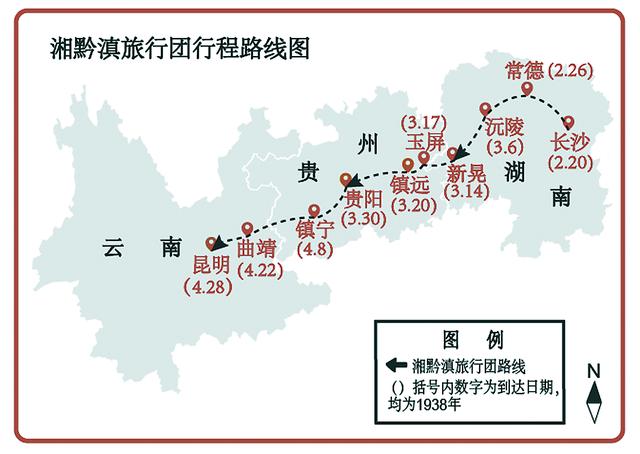 湘黔滇旅行团行程路线图
常德 (2.26)
沅陵
(3.6)
长沙
(2.20)
(3.17)
玉屏
新晃
(3.14)
湖
南
州
贵
镇远
(3.20)
贵阳
(3.30)
镇宁
(4.8)
曲靖
(4.22)
昆明
(4.28)
云 南
图 例
湘黔滇旅行团路线
() 括号内数字为到达日期,
均为1938年
N